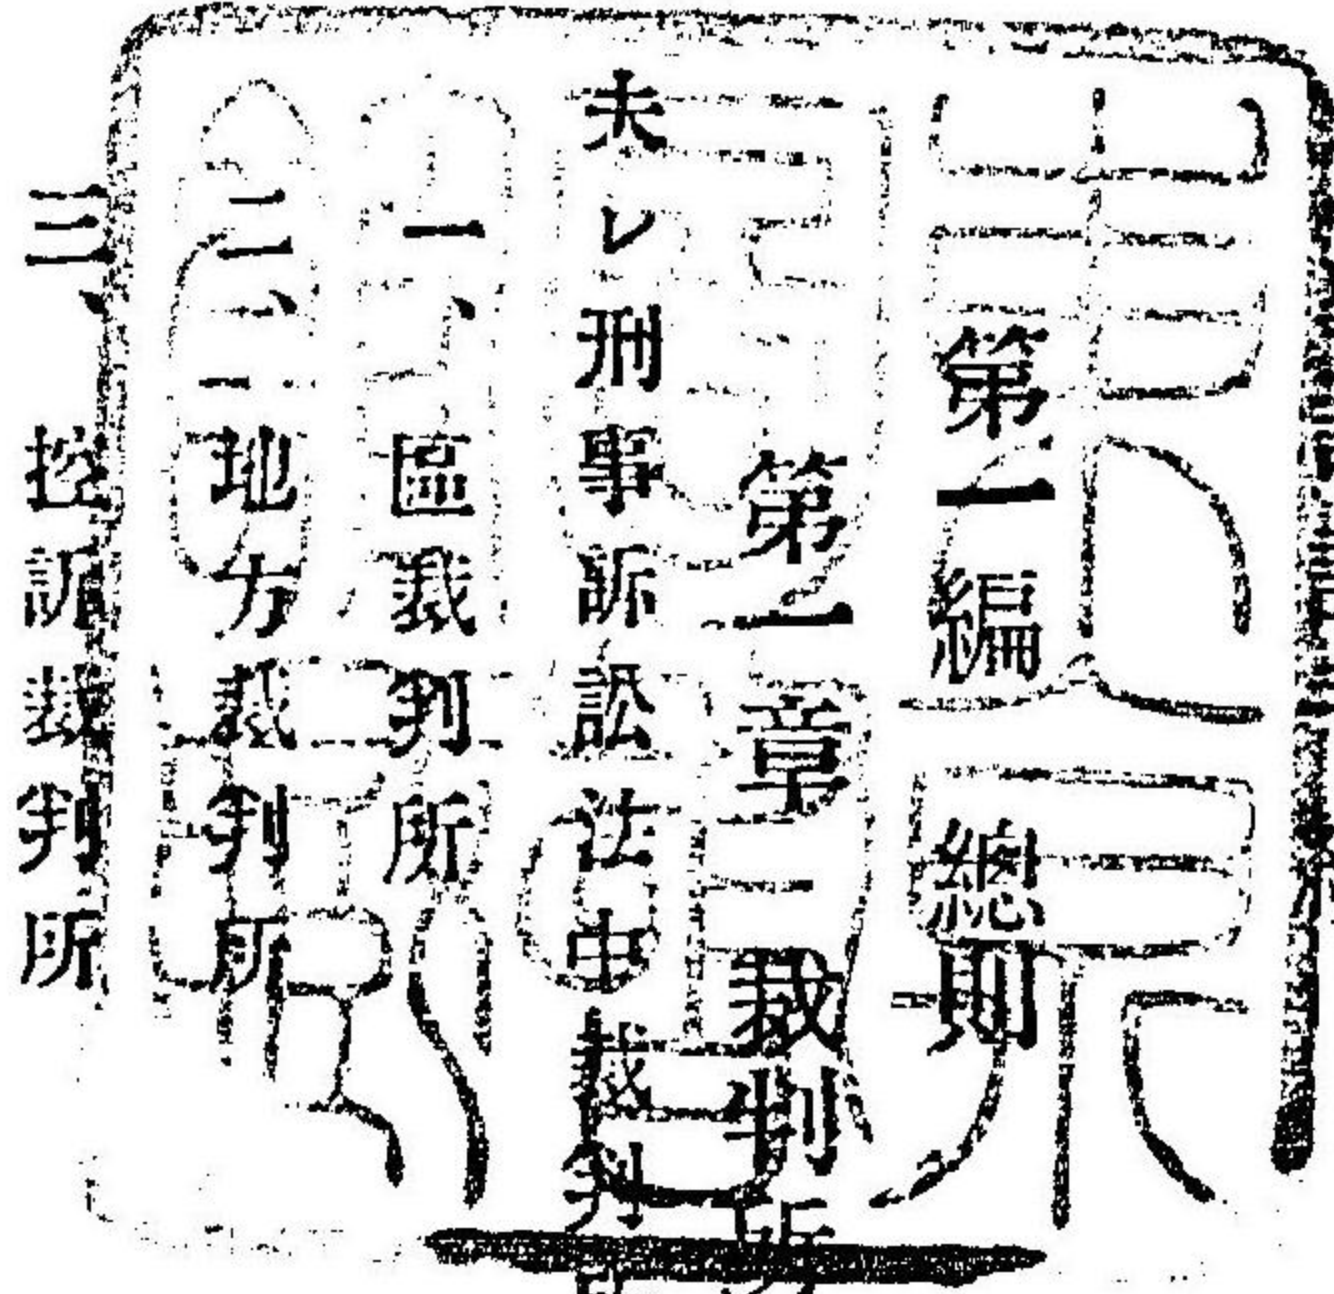 第一編 總則
第一章 裁判所
夫レ刑事訴訟法中裁判所
一、區裁判所
二、地方裁判所
三、控訴裁判所